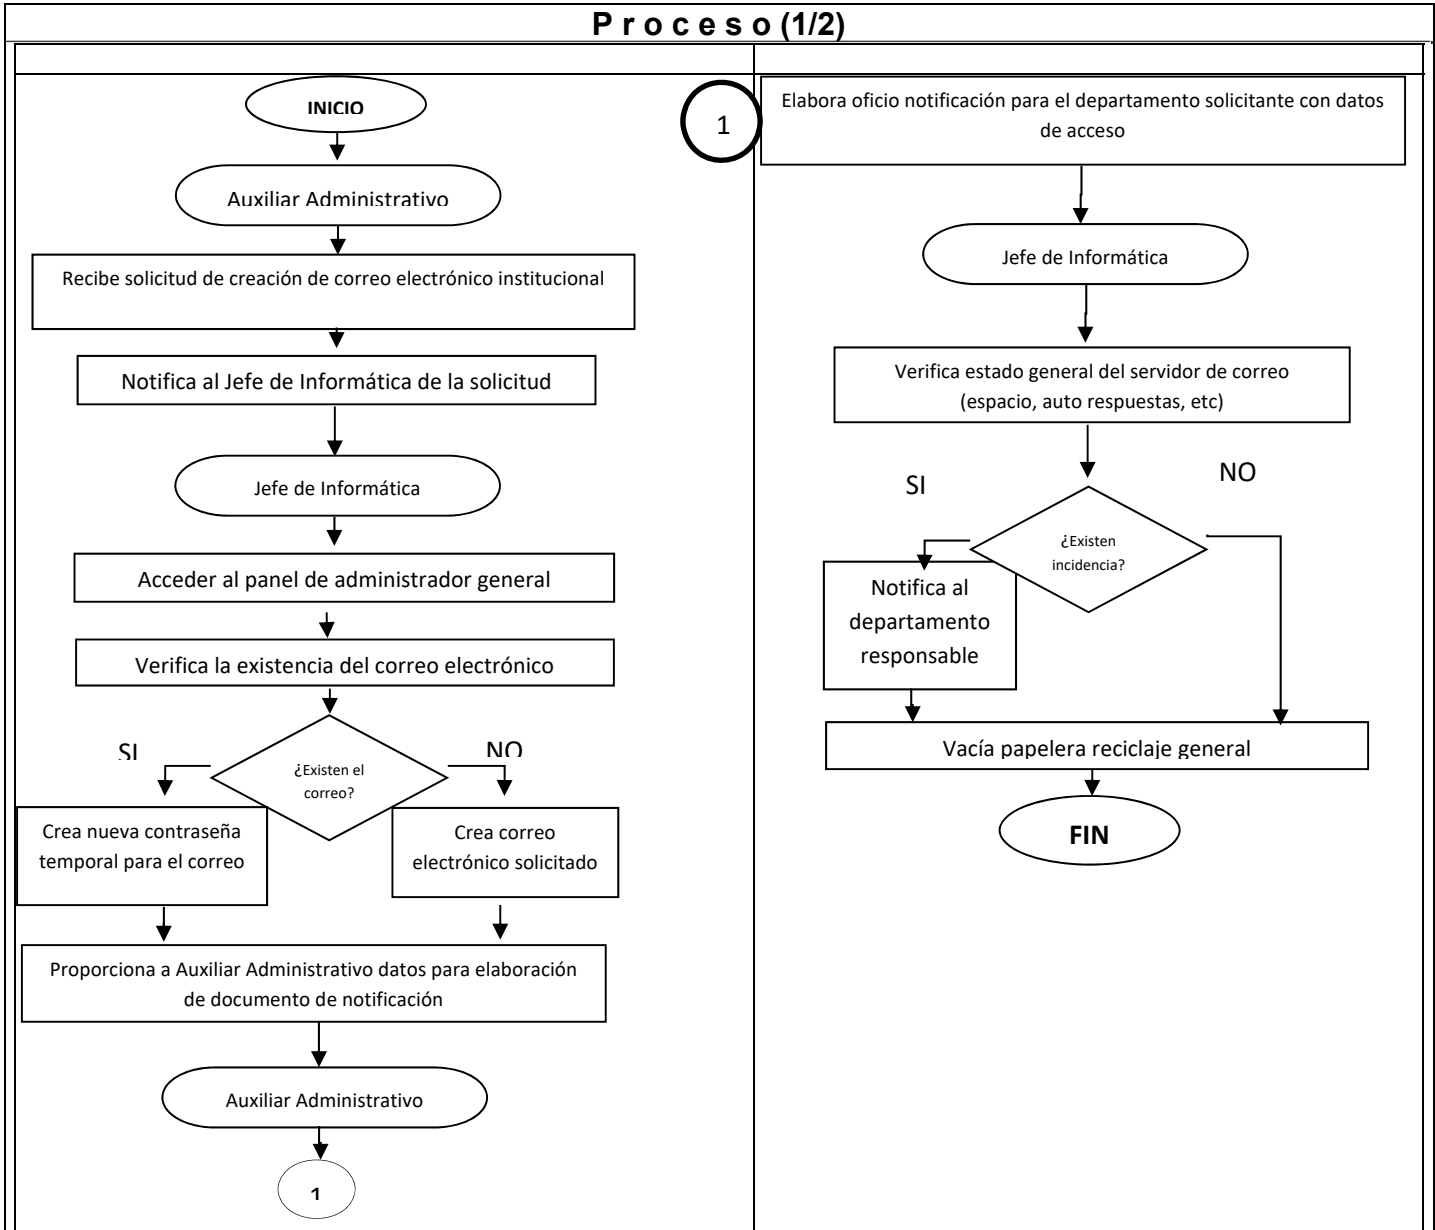 P r o c e s o (1/2)
INICIO
Auxiliar Administrativo
Recibe solicitud de creación de correo electrónico institucional
Notifica al Jefe de Informática de la solicitud
Jefe de Informática
Acceder al panel de administrador general
Verifica la existencia del correo electrónico
SI
NO
¿Existen el
correo?
Crea nueva contraseña
temporal para el correo
Crea correo
electrónico solicitado
Proporciona a Auxiliar Administrativo datos para elaboración
de documento de notificación
Auxiliar Administrativo
1
1
Elabora oficio notificación para el departamento solicitante con datos
de acceso
Jefe de Informática
Verifica estado general del servidor de correo
(espacio, auto respuestas, etc)
SI
NO
¿Existen
incidencia?
Notifica al
departamento
responsable
Vacía papelera reciclaje general
FIN